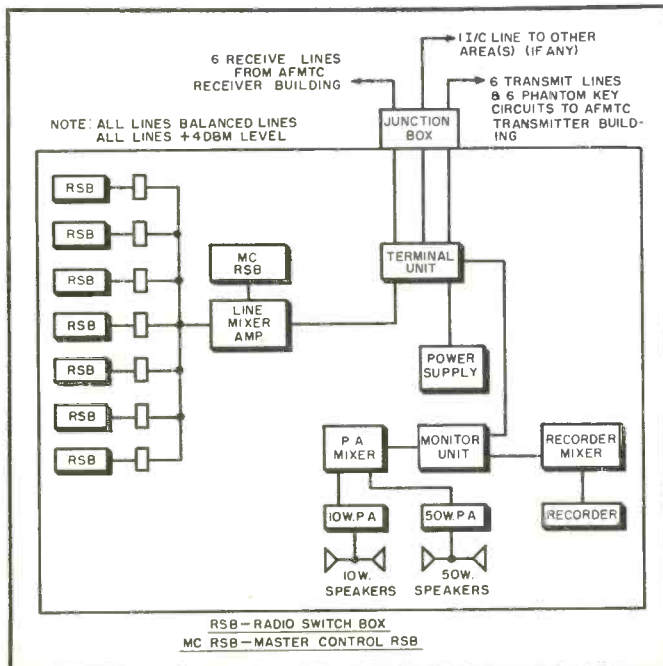 6 RECEIVE LINES
FROM AFMTC
RECEIVER BUILDING
1 I/C LINE TO OTHER
AREA(S) (IF ANY)
6 TRANSMIT LINES
& 6 PHANTOM KEY
CIRCUITS TO AFMTC
TRANSMITTER BUILD-
ING
NOTE: ALL LINES BALANCED LINES
ALL LINES +4DBM LEVEL
JUNCTION
BOX
RSB
RSB
RSB
RSB
RSB
RSB
RSB
MC
RSB
LINE
MIXER
AMP
TERMINAL
UNIT
POWER
SUPPLY
P A
MIXER
MONITOR
UNIT
RECORDER
MIXER
10W. P A
50W. P A
RECORDER
10W.
SPEAKERS
50W.
SPEAKERS
RSB-RADIO SWITCH BOX
MC RSB-MASTER CONTROL RSB